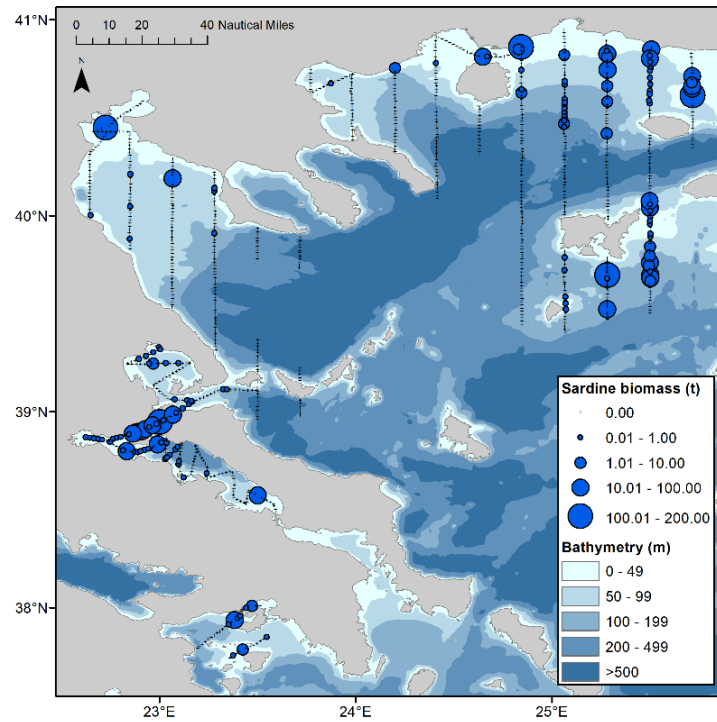 41°N
0 10 20 40 Nautical Miles
N
40°N
39°N
38°N
Sardine biomass (t)
0.00
0.01 - 1.00
1.01 - 10.00
10.01 - 100.00
100.01 - 200.00
Bathymetry (m)
0 - 49
50 - 99
100 - 199
200 - 499
>500
23°E 24°E 25°E